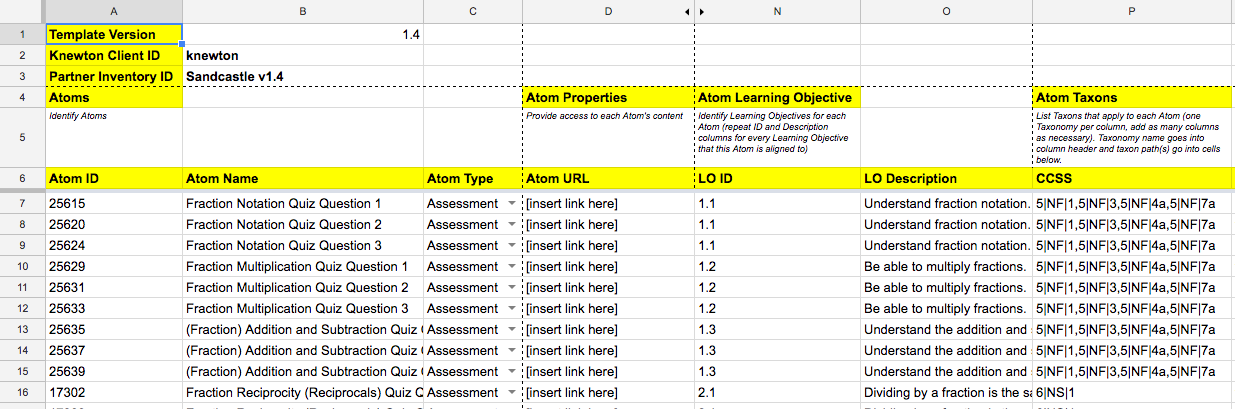 A B C D N O P
1 Template Version 1.4
2 Knewton Client ID knewton
3 Partner Inventory ID Sandcastle v1.4
4 Atoms Atom Properties Atom Learning Objective Atom Taxons
5 Identify Atoms Provide access to each Atom's content
Identify Learning Objectives for each
Atom (repeat ID and Description
columns for every Learning Objective
that this Atom is aligned to)
List Taxons that apply to each Atom (one
Taxonomy per column, add as many columns
as necessary). Taxonomy name goes into
column header and taxon path(s) go into cells
below.
6 Atom ID Atom Name Atom Type Atom URL LO ID LO Description CCSS
7 25615 Fraction Notation Quiz Question 1 Assessment [insert link here] 1.1 Understand fraction notation. 5|NF|1,5|NF|3,5|NF|4a,5|NF|7a
8 25620 Fraction Notation Quiz Question 2 Assessment [insert link here] 1.1 Understand fraction notation. 5|NF|1,5|NF|3,5|NF|4a,5|NF|7a
9 25624 Fraction Notation Quiz Question 3 Assessment [insert link here] 1.1 Understand fraction notation. 5|NF|1,5|NF|3,5|NF|4a,5|NF|7a
10 25629 Fraction Multiplication Quiz Question 1 Assessment [insert link here] 1.2 Be able to multiply fractions. 5|NF|1,5|NF|3,5|NF|4a,5|NF|7a
11 25631 Fraction Multiplication Quiz Question 2 Assessment [insert link here] 1.2 Be able to multiply fractions. 5|NF|1,5|NF|3,5|NF|4a,5|NF|7a
12 25633 Fraction Multiplication Quiz Question 3 Assessment [insert link here] 1.2 Be able to multiply fractions. 5|NF|1,5|NF|3,5|NF|4a,5|NF|7a
13 25635 (Fraction) Addition and Subtraction Quiz Assessment [insert link here] 1.3 Understand the addition and 5|NF|1,5|NF|3,5|NF|4a,5|NF|7a
14 25637 (Fraction) Addition and Subtraction Quiz Assessment [insert link here] 1.3 Understand the addition and 5|NF|1,5|NF|3,5|NF|4a,5|NF|7a
15 25639 (Fraction) Addition and Subtraction Quiz Assessment [insert link here] 1.3 Understand the addition and 5|NF|1,5|NF|3,5|NF|4a,5|NF|7a
16 17302 Fraction Reciprocity (Reciprocals) Quiz Assessment [insert link here] 2.1 Dividing by a fraction is the 6|NS|1